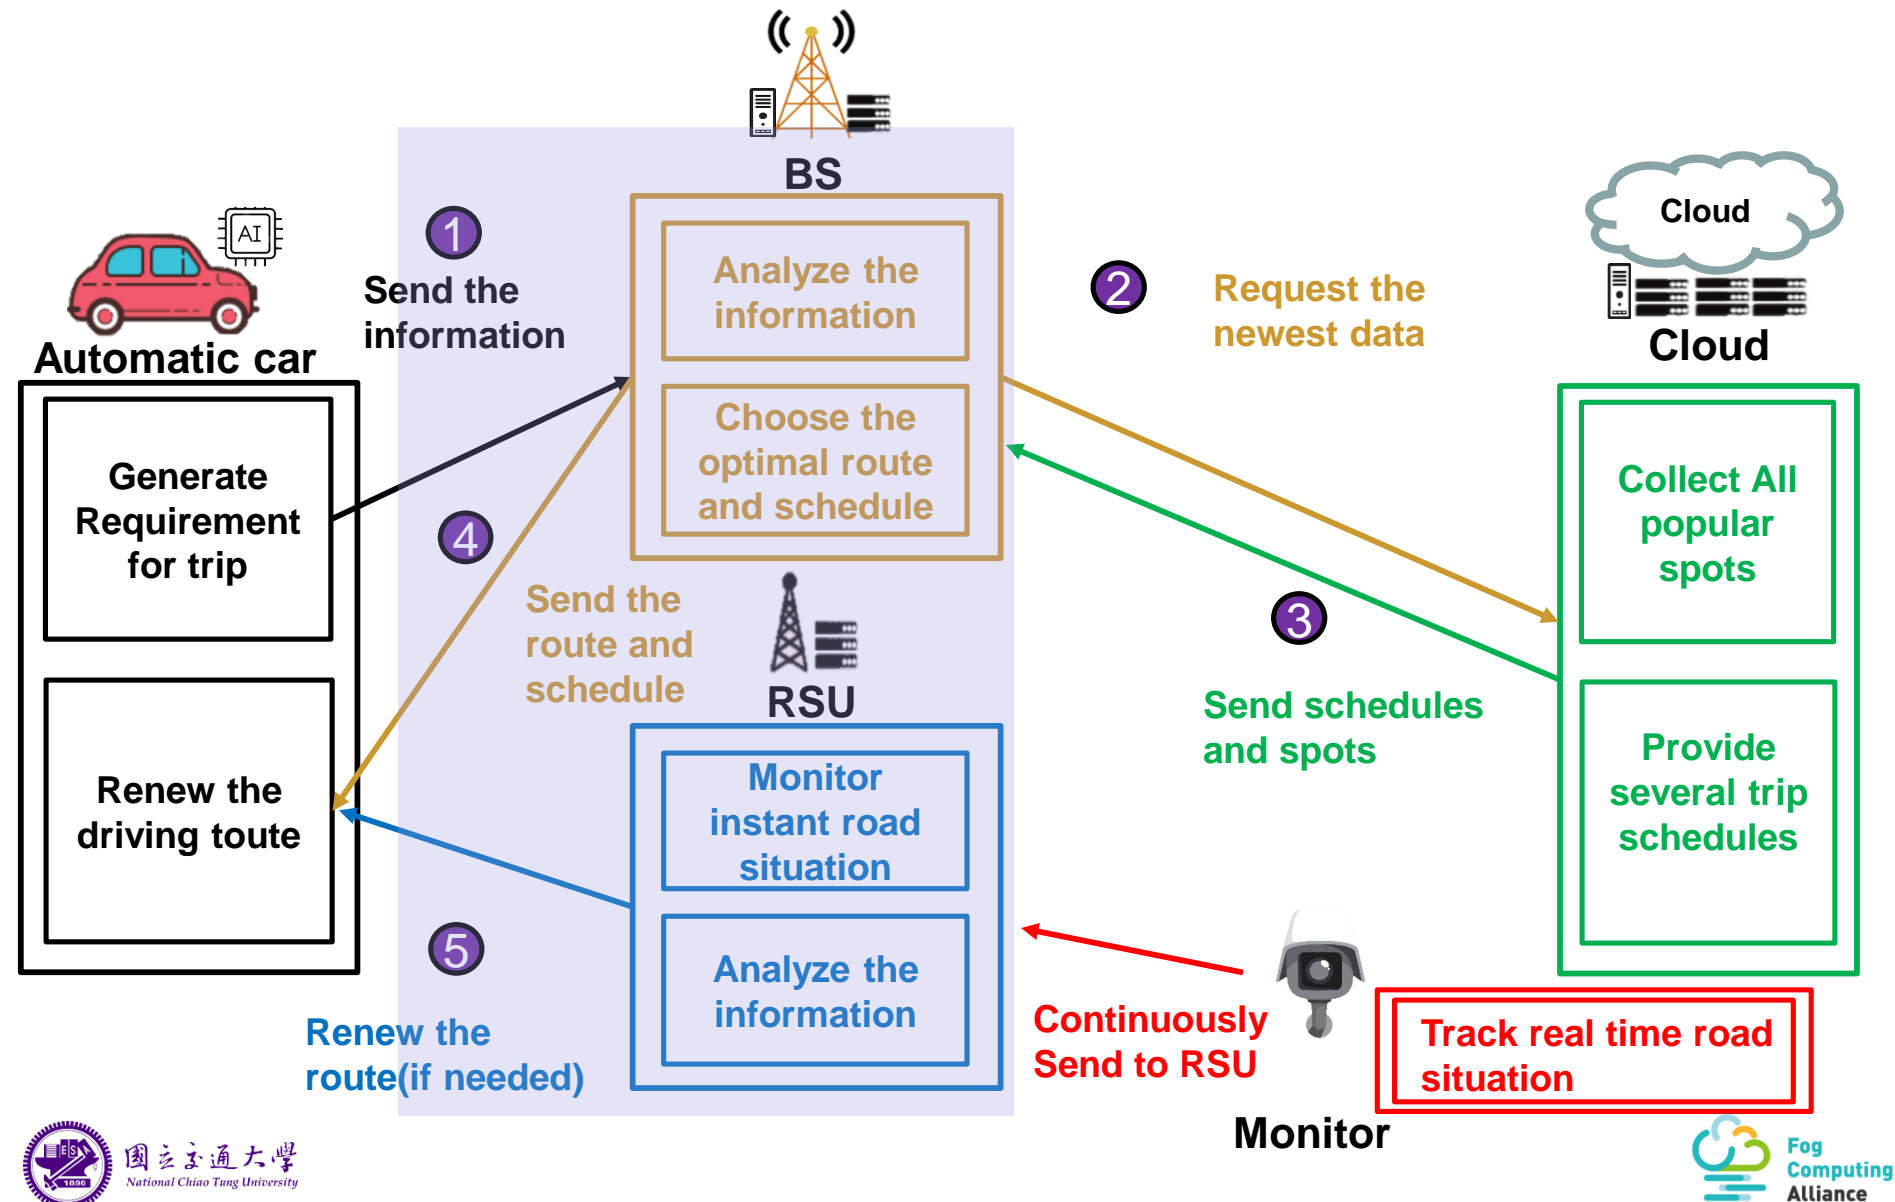 BS
1
Send the
information
AI
Automatic car
Generate
Requirement
for trip
Renew the
driving toute
Analyze the
information
Choose the
optimal route
and schedule
2
Request the
newest data
Cloud
Cloud
Collect All
popular
spots
Provide
several trip
schedules
4
Send the
route and
schedule
3
Send schedules
and spots
RSU
Monitor
instant road
situation
Analyze the
information
5
Renew the
route(if needed)
Continuously
Send to RSU
Monitor
Track real time road
situation
ES
1896
國立交通大學
National Chiao Tung University
Fog
Computing
Alliance